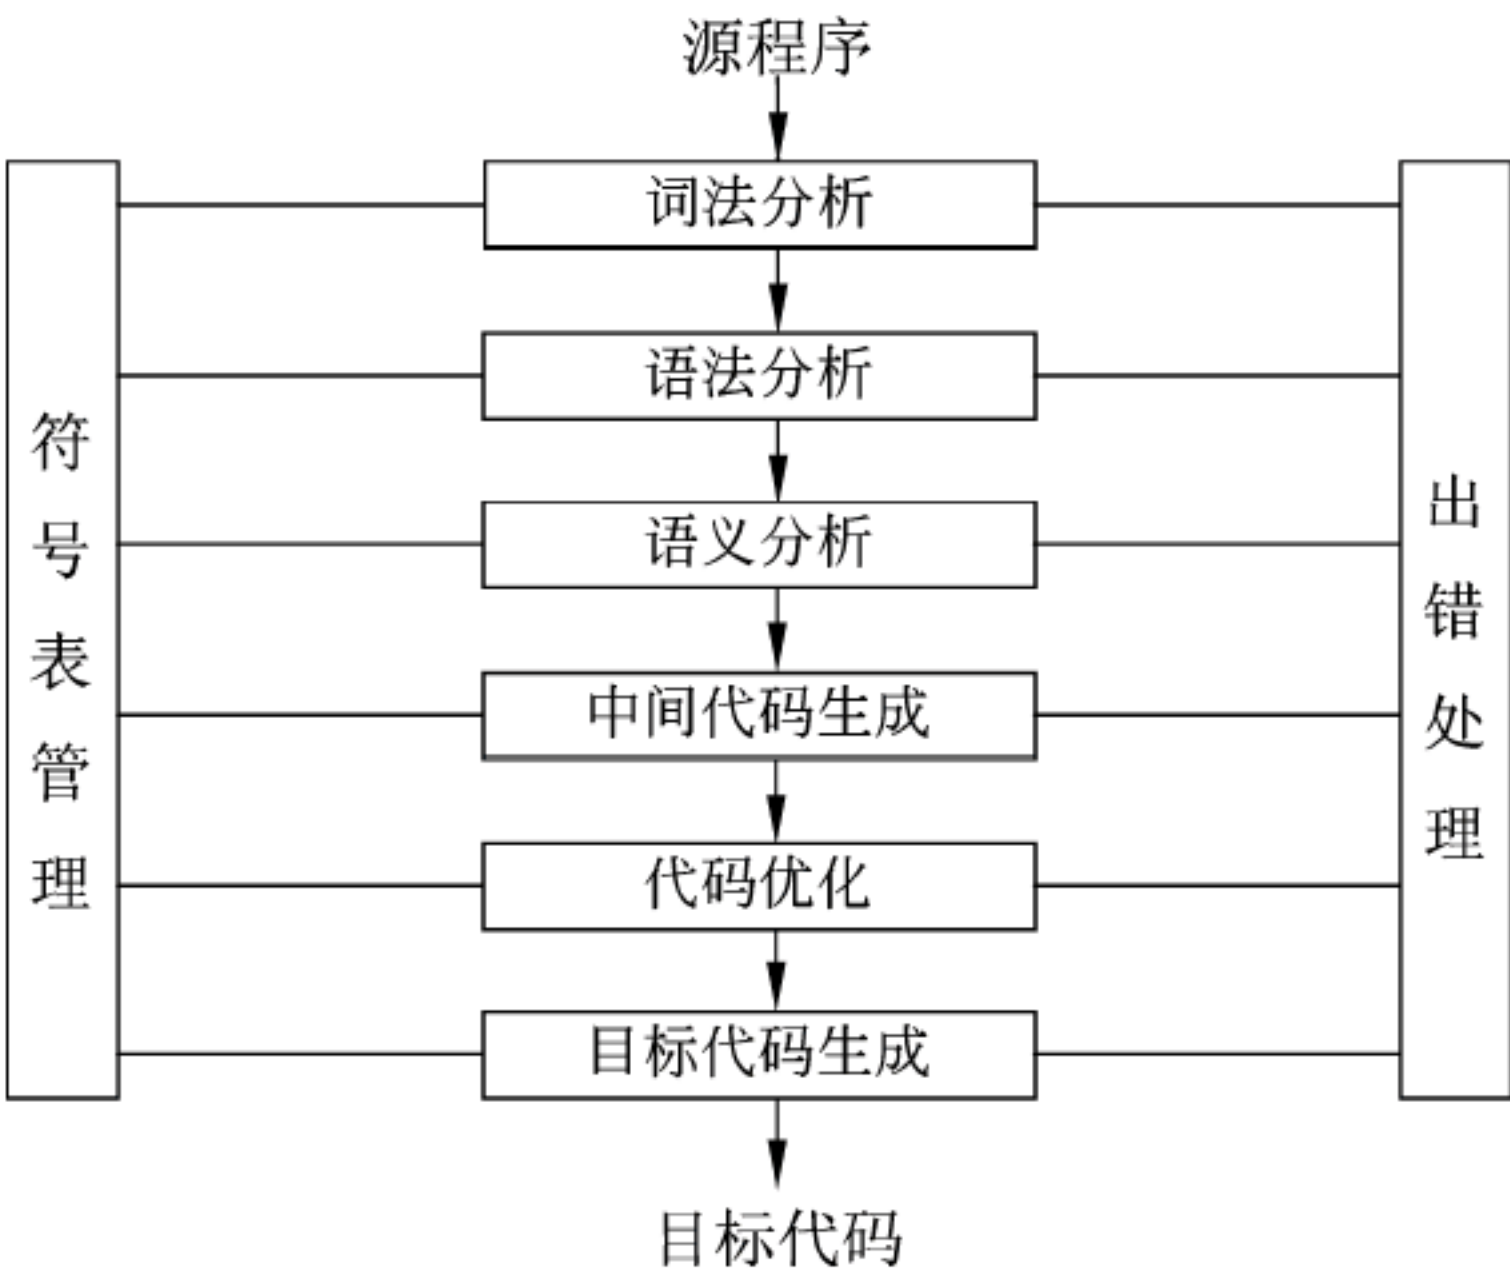 源程序
词法分析
语法分析
语义分析
中间代码生成
代码优化
目标代码生成
目标代码
符号表管理
出错处理